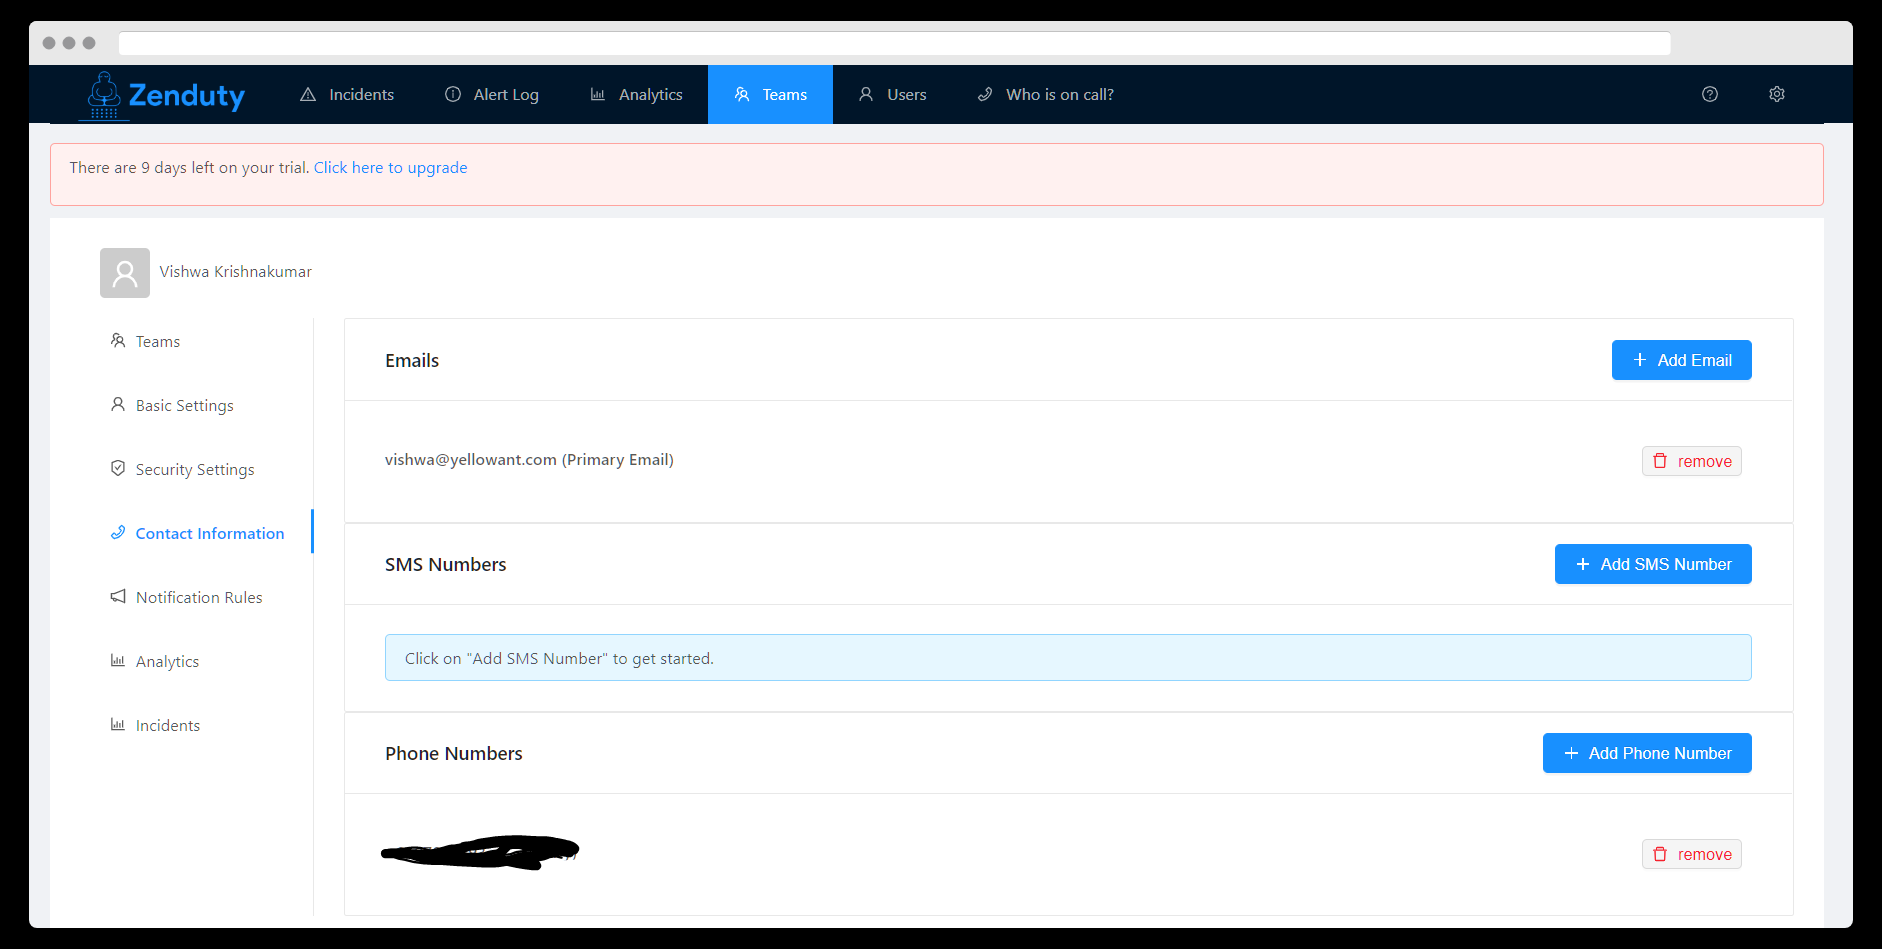 Zenduty
Incidents
Alert Log
Analytics
Teams
Users
Who is on call?
There are 9 days left on your trial. Click here to upgrade
Vishwa Krishnakumar
Teams
Basic Settings
Security Settings
Contact Information
Notification Rules
Analytics
Incidents
Emails
+ Add Email
vishwa@yellowant.com (Primary Email)
remove
SMS Numbers
+ Add SMS Number
Click on "Add SMS Number" to get started.
Phone Numbers
+ Add Phone Number
remove